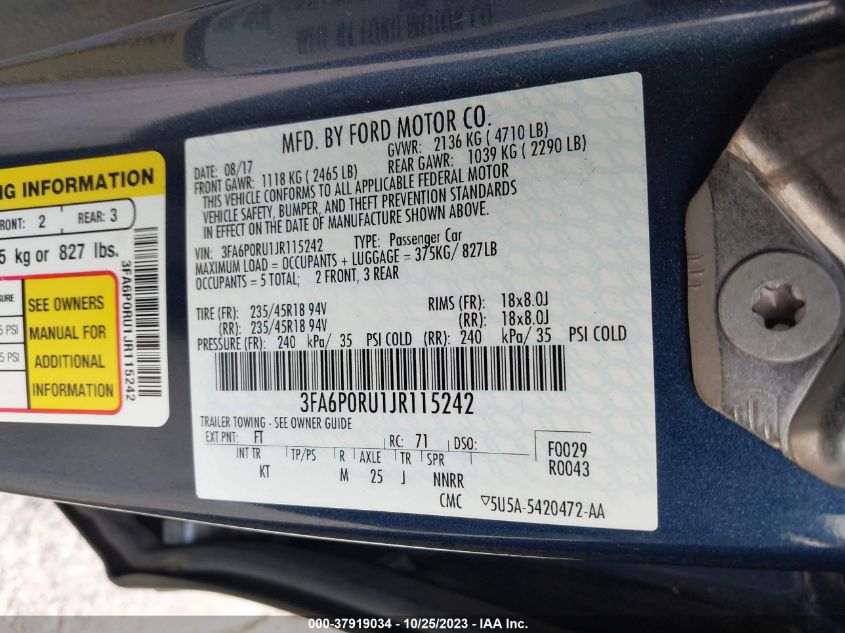 MFD. BY FORD MOTOR CO.
DATE: 08/17
GVWR: 2136 KG ( 4710 LB)
FRONT GAWR: 1118 KG ( 2465 LB)
REAR GAWR: 1039 KG ( 2290 LB)
THIS VEHICLE CONFORMS TO ALL APPLICABLE FEDERAL MOTOR
VEHICLE SAFETY, BUMPER, AND THEFT PREVENTION STANDARDS
IN EFFECT ON THE DATE OF MANUFACTURE SHOWN ABOVE.
VIN: 3FA6P0RU1JR115242 TYPE: Passenger Car
MAXIMUM LOAD = OCCUPANTS + LUGGAGE = 375KG/ 827LB
OCCUPANTS = 5 TOTAL; 2 FRONT, 3 REAR
TIRE (FR): 235/45R18 94V RIMS (FR): 18x8.0J
(RR): 235/45R18 94V (RR): 18x8.0J
PRESSURE (FR): 240 kPa/ 35 PSI COLD (RR): 240 kPa/ 35 PSI COLD
3FA6P0RU1JR115242
TRAILER TOWING - SEE OWNER GUIDE
EXT PNT: FT RC: 71 DSO:
INT TR TP/PS R AXLE TR SPR
KT M 25 J NNRR
F0029
R0043
CMC 5U5A-5420472-AA
NG INFORMATION
FRONT: 2 REAR: 3
5 kg or 827 lbs.
SURE
5 PSI
5 PSI
SEE OWNERS
MANUAL FOR
ADDITIONAL
INFORMATION
3FA6P0RU1JR115242
000-37919034 - 10/25/2023 - IAA Inc.